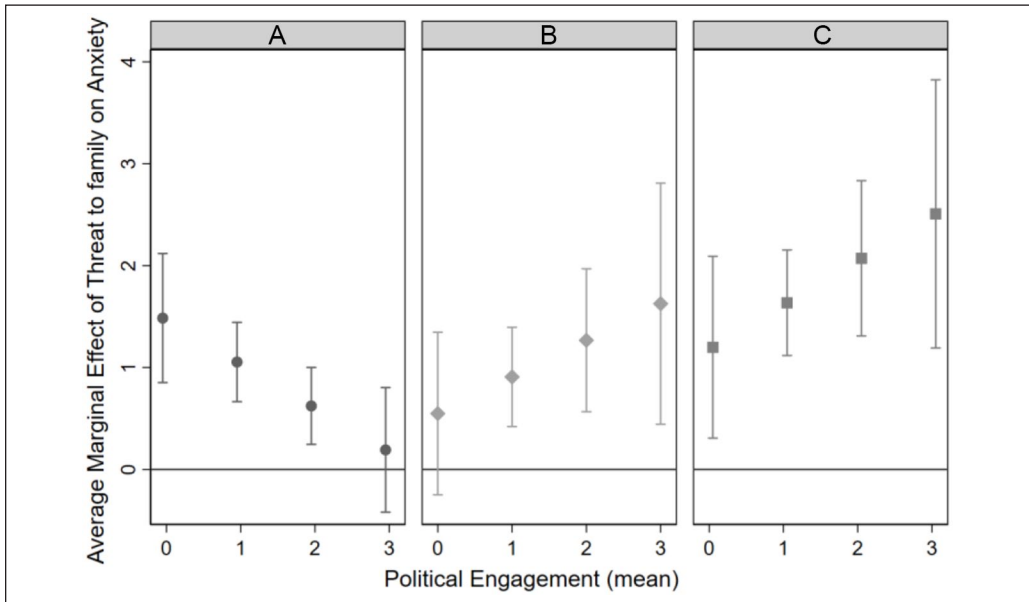 A B C
Average Marginal Effect of Threat to family on Anxiety
4
3
2
1
0
0 1 2 3 0 1 2 3 0 1 2 3
Political Engagement (mean)